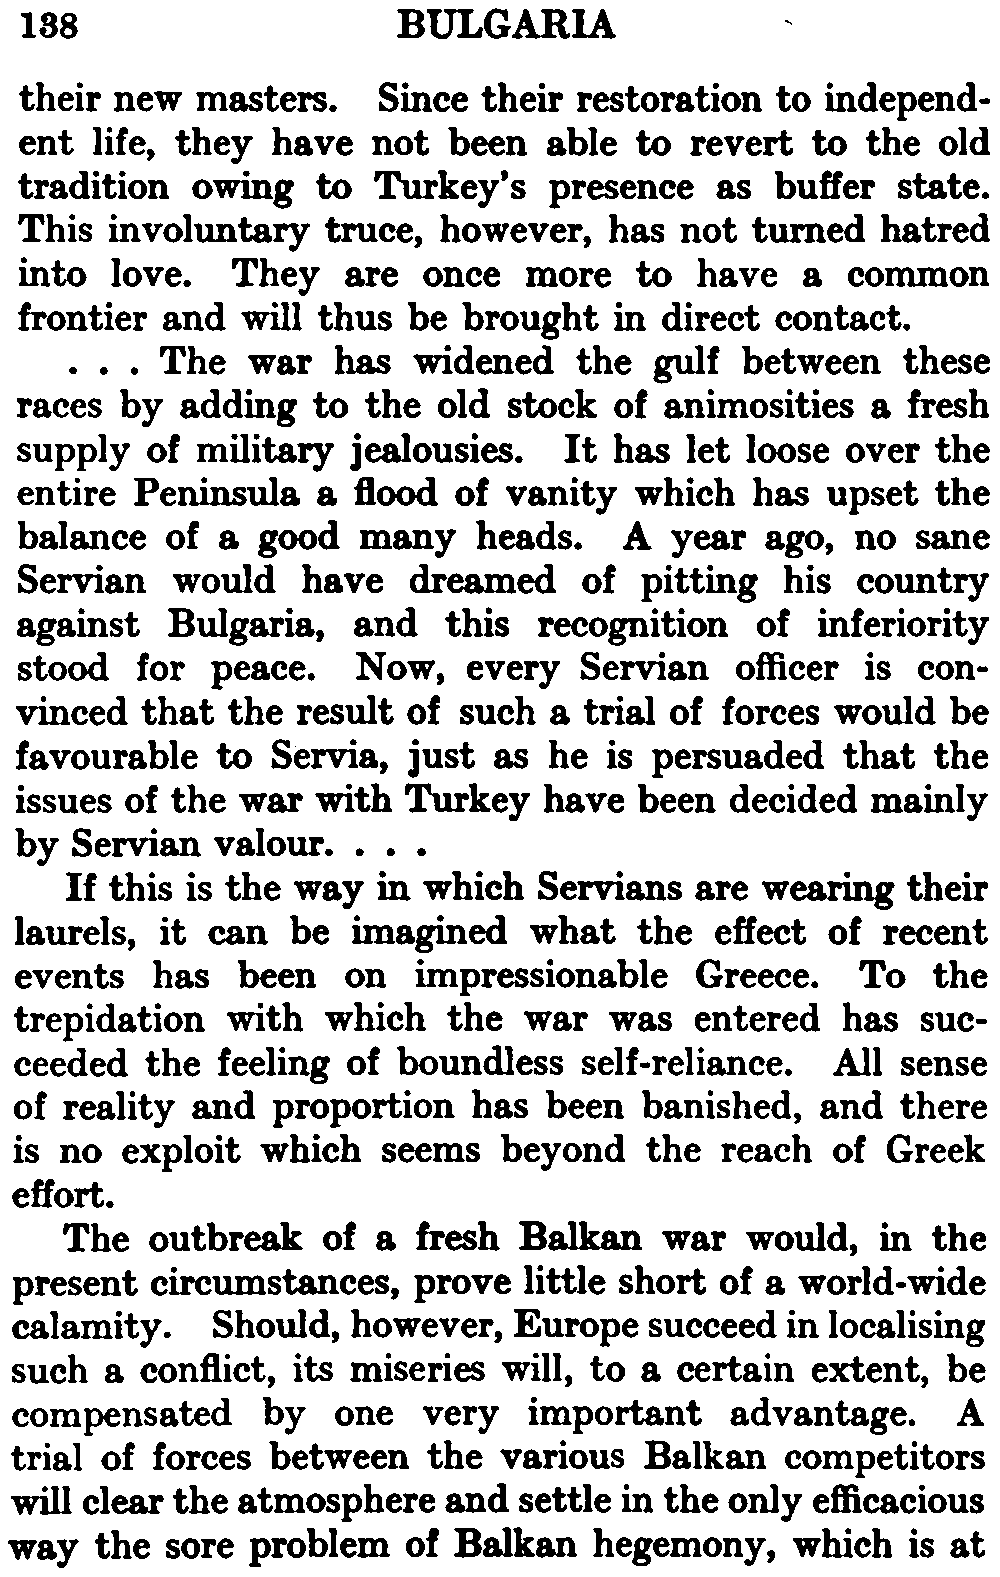 138 BULGARIA
their new masters. Since their restoration to independ-
ent life, they have not been able to revert to the old
tradition owing to Turkey's presence as buffer state.
This involuntary truce, however, has not turned hatred
into love. They are once more to have a common
frontier and will thus be brought in direct contact.
. . . The war has widened the gulf between these
races by adding to the old stock of animosities a fresh
supply of military jealousies. It has let loose over the
entire Peninsula a flood of vanity which has upset the
balance of a good many heads. A year ago, no sane
Servian would have dreamed of pitting his country
against Bulgaria, and this recognition of inferiority
stood for peace. Now, every Servian officer is con-
vinced that the result of such a trial of forces would be
favourable to Servia, just as he is persuaded that the
issues of the war with Turkey have been decided mainly
by Servian valour. . . .
If this is the way in which Servians are wearing their
laurels, it can be imagined what the effect of recent
events has been on impressionable Greece. To the
trepidation with which the war was entered has suc-
ceeded the feeling of boundless self-reliance. All sense
of reality and proportion has been banished, and there
is no exploit which seems beyond the reach of Greek
effort.
The outbreak of a fresh Balkan war would, in the
present circumstances, prove little short of a world-wide
calamity. Should, however, Europe succeed in localising
such a conflict, its miseries will, to a certain extent, be
compensated by one very important advantage. A
trial of forces between the various Balkan competitors
will clear the atmosphere and settle in the only efficacious
way the sore problem of Balkan hegemony, which is at